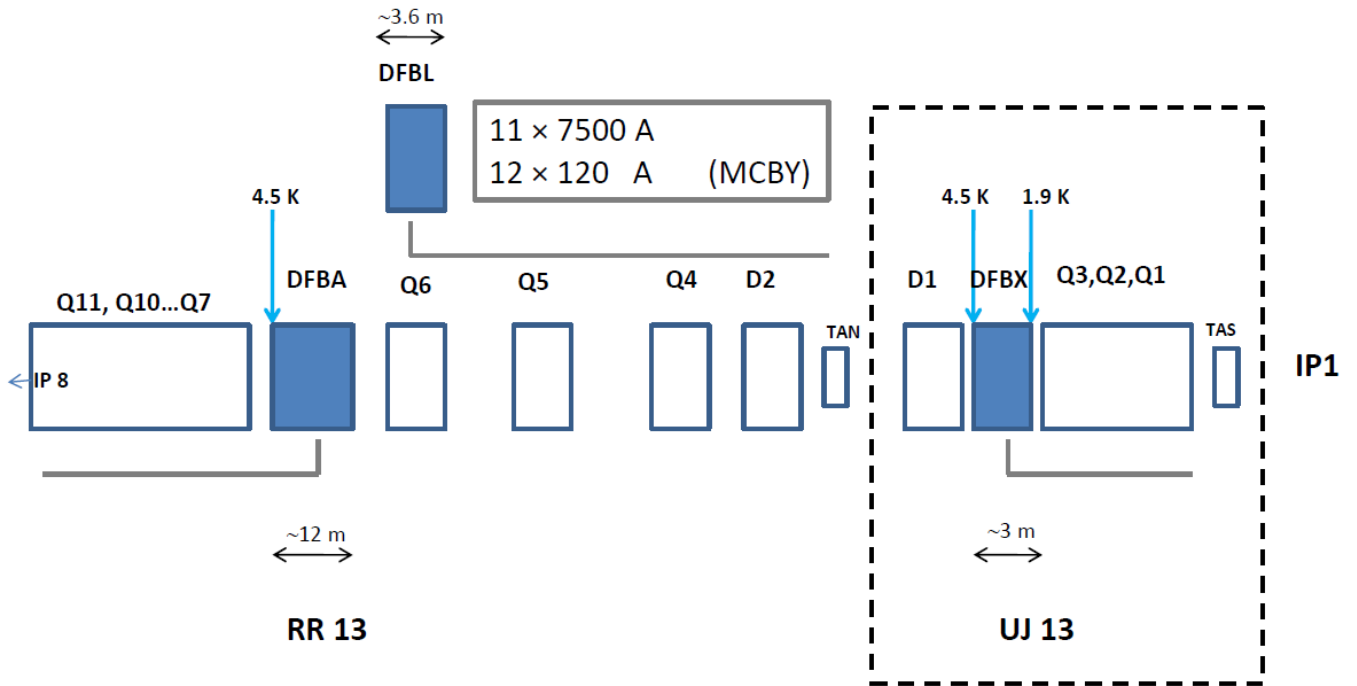 ~3.6 m
DFBL
11 × 7500 A
12 × 120 A (MCBY)
4.5 K
4.5 K
1.9 K
Q11, Q10...Q7
DFBA
Q6
Q5
Q4
D2
TAN
D1
DFBX
Q3,Q2,Q1
TAS
IP 8
IP1
~12 m
~3 m
RR 13
UJ 13